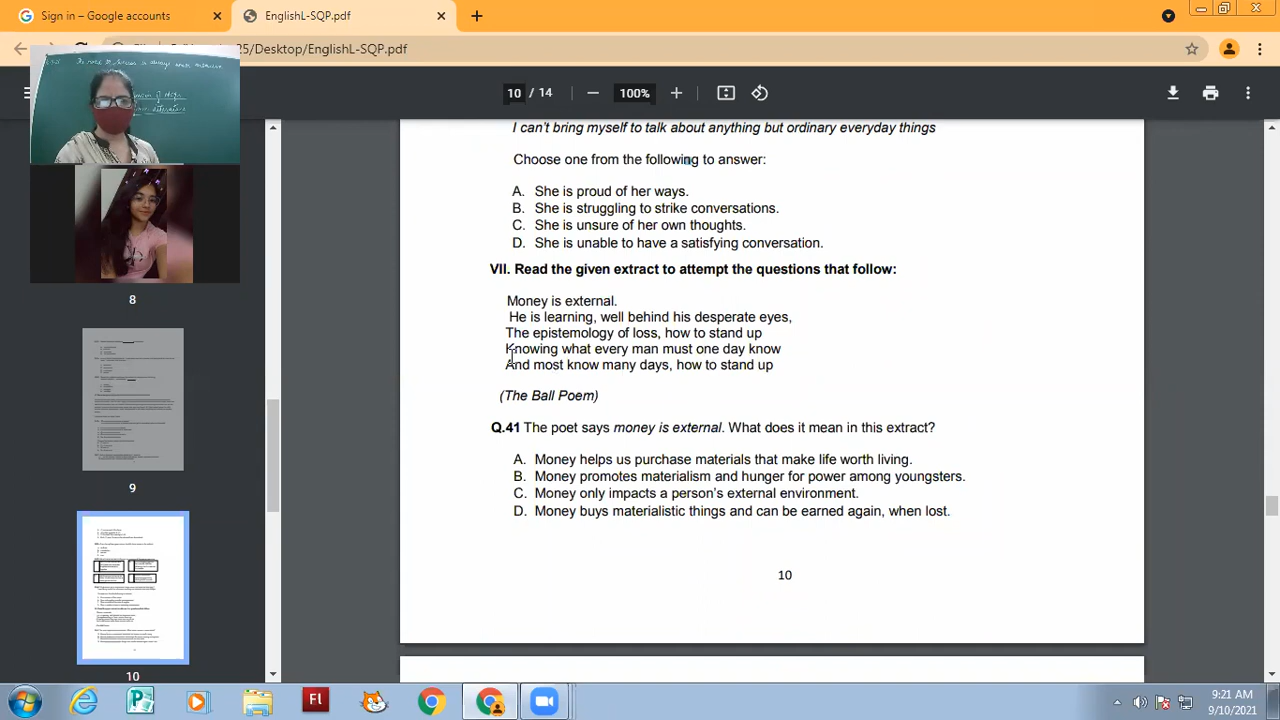 Sign in – Google accounts
EnglishL-SQP.pdf
25/Desktop/EnglishL-SQP.pdf
10 / 14
100%
I can't bring myself to talk about anything but ordinary everyday things
Choose one from the following to answer:
A. She is proud of her ways.
B. She is struggling to strike conversations.
C. She is unsure of her own thoughts.
D. She is unable to have a satisfying conversation.
VII. Read the given extract to attempt the questions that follow:
Money is external.
He is learning, well behind his desperate eyes,
The epistemology of loss, how to stand up
Knowing what every man must one day know
And most know many days, how to stand up
(The Ball Poem)
Q.41 The poet says money is external. What does it mean in this extract?
A. Money helps us purchase materials that make life worth living.
B. Money promotes materialism and hunger for power among youngsters.
C. Money only impacts a person's external environment.
D. Money buys materialistic things and can be earned again, when lost.
10
8
9
10
Fl
9:21 AM
9/10/2021